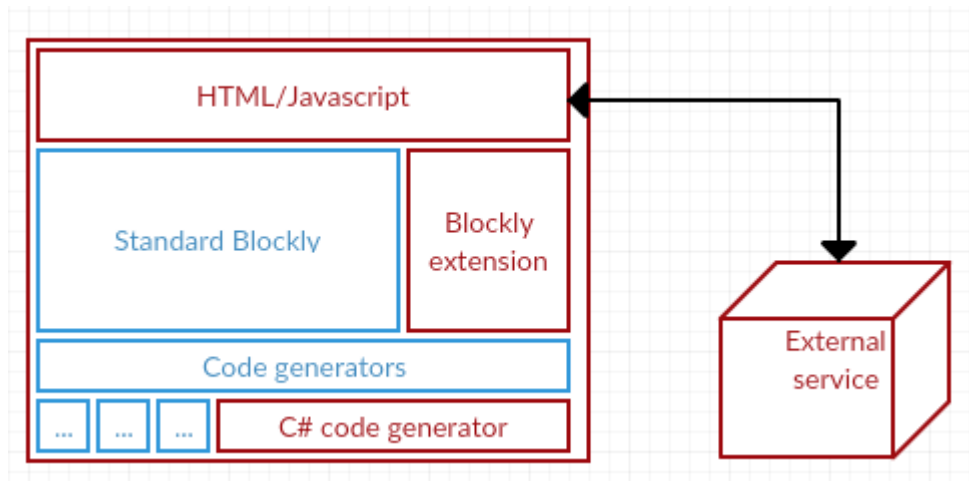 HTML/Javascript
Standard Blockly
Blockly
extension
Code generators
... ... ... C# code generator
External
service